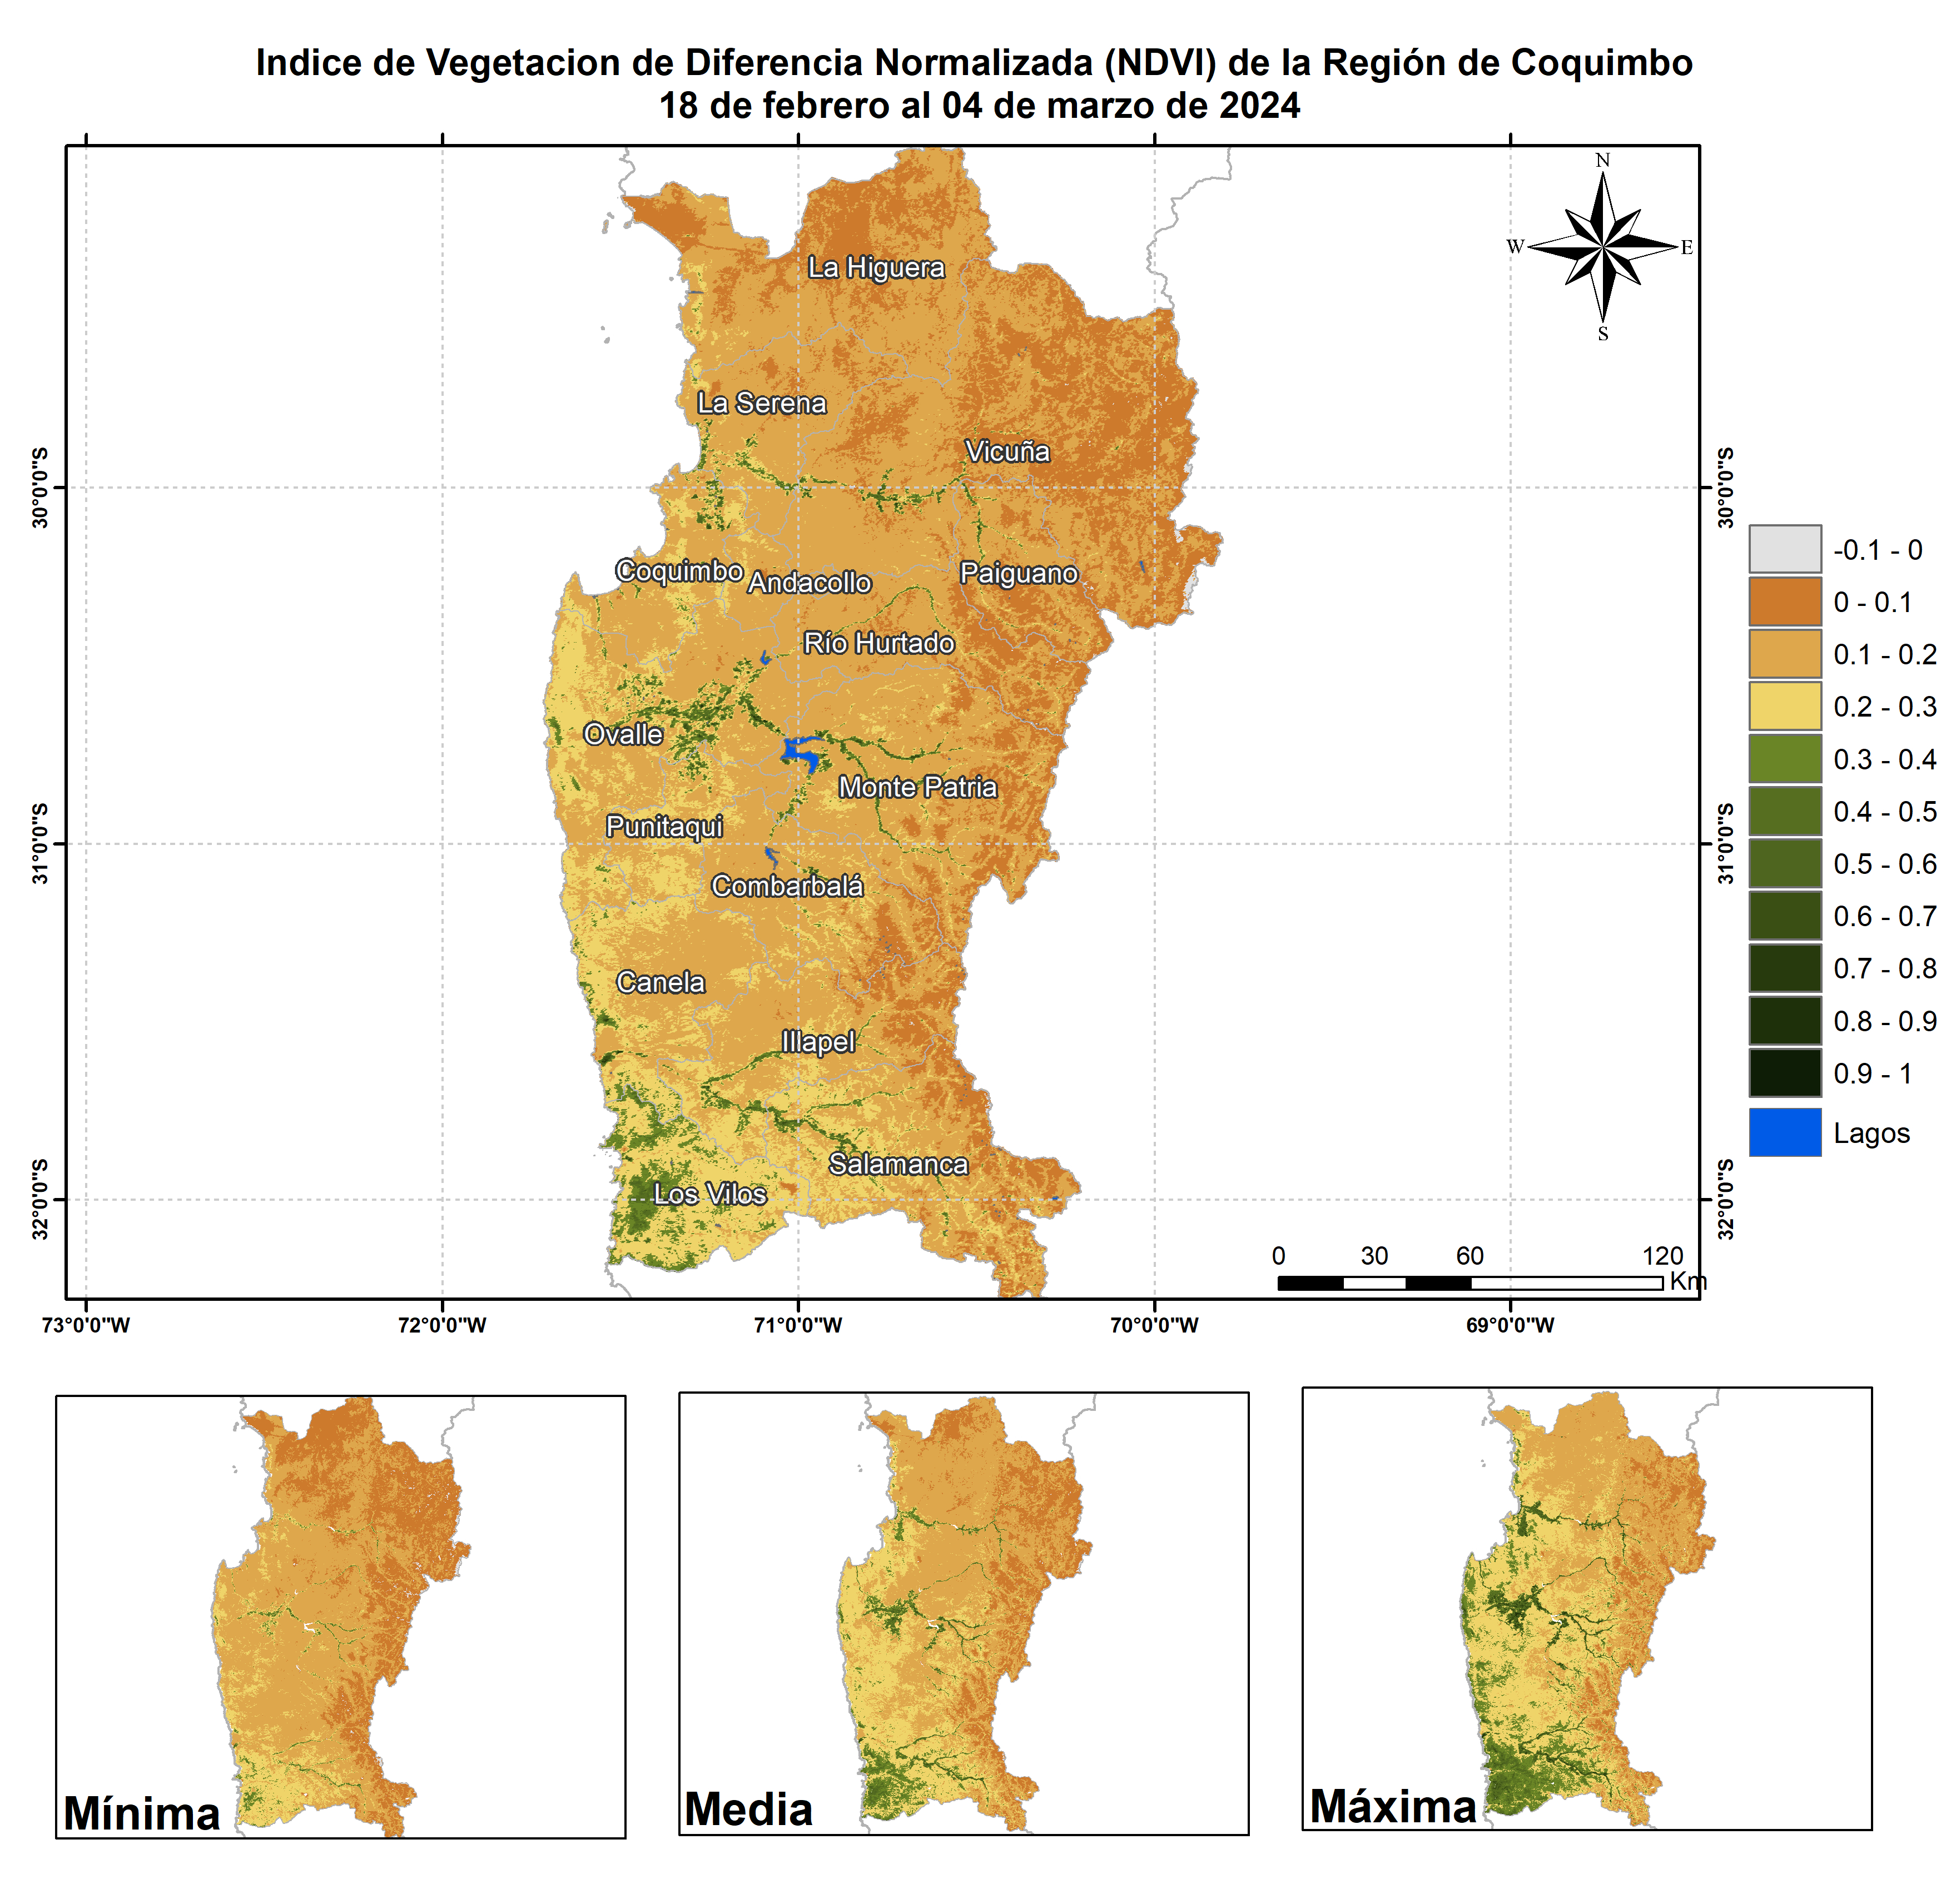 Indice de Vegetacion de Diferencia Normalizada (NDVI) de la Región de Coquimbo
18 de febrero al 04 de marzo de 2024
N
W
E
S
La Higuera
La Serena
Vicuña
Coquimbo
Andacollo
Paiguano
Río Hurtado
Ovalle
Monte Patria
Punitaqui
Combarbalá
Canela
Illapel
Salamanca
Los Vilos
30°0'0"S
31°0'0"S
32°0'0"S
30°0'0"S
31°0'0"S
32°0'0"S
0 30 60 120
Km
73°0'0"W 72°0'0"W 71°0'0"W 70°0'0"W 69°0'0"W
-0.1 - 0
0 - 0.1
0.1 - 0.2
0.2 - 0.3
0.3 - 0.4
0.4 - 0.5
0.5 - 0.6
0.6 - 0.7
0.7 - 0.8
0.8 - 0.9
0.9 - 1
Lagos
Mínima
Media
Máxima